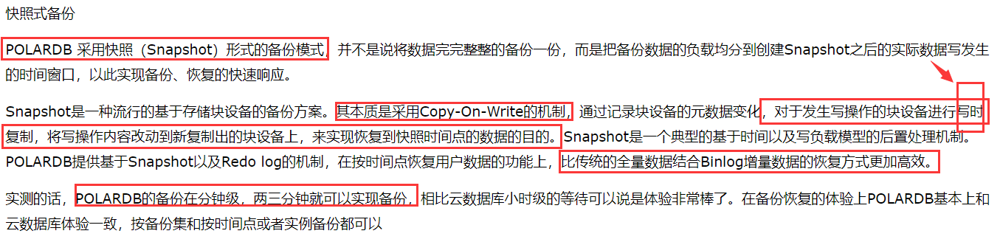 快照式备份
POLARDB 采用快照（Snapshot）形式的备份模式，并不是说将数据完完整整的备份一份，而是把备份数据的负载均分到创建Snapshot之后的实际数据写发生
的时间窗口，以此实现备份、恢复的快速响应。
Snapshot是一种流行的基于存储块设备的备份方案。其本质是采用Copy-On-Write的机制，通过记录块设备的元数据变化，对于发生写操作的块设备进行写时
复制，将写操作内容改动到新复制出的块设备上，来实现恢复到快照时间点的数据的目的。Snapshot是一个典型的基于时间以及写负载模型的后置处理机制。
POLARDB提供基于Snapshot以及Redo log的机制，在按时间点恢复用户数据的功能上，比传统的全量数据结合Binlog增量数据的恢复方式更加高效。
实测的话，POLARDB的备份在分钟级，两三分钟就可以实现备份，相比云数据库小时级的等待可以说是体验非常棒了。在备份恢复的体验上POLARDB基本上和
云数据库体验一致，按备份集和按时间点或者实例备份都可以